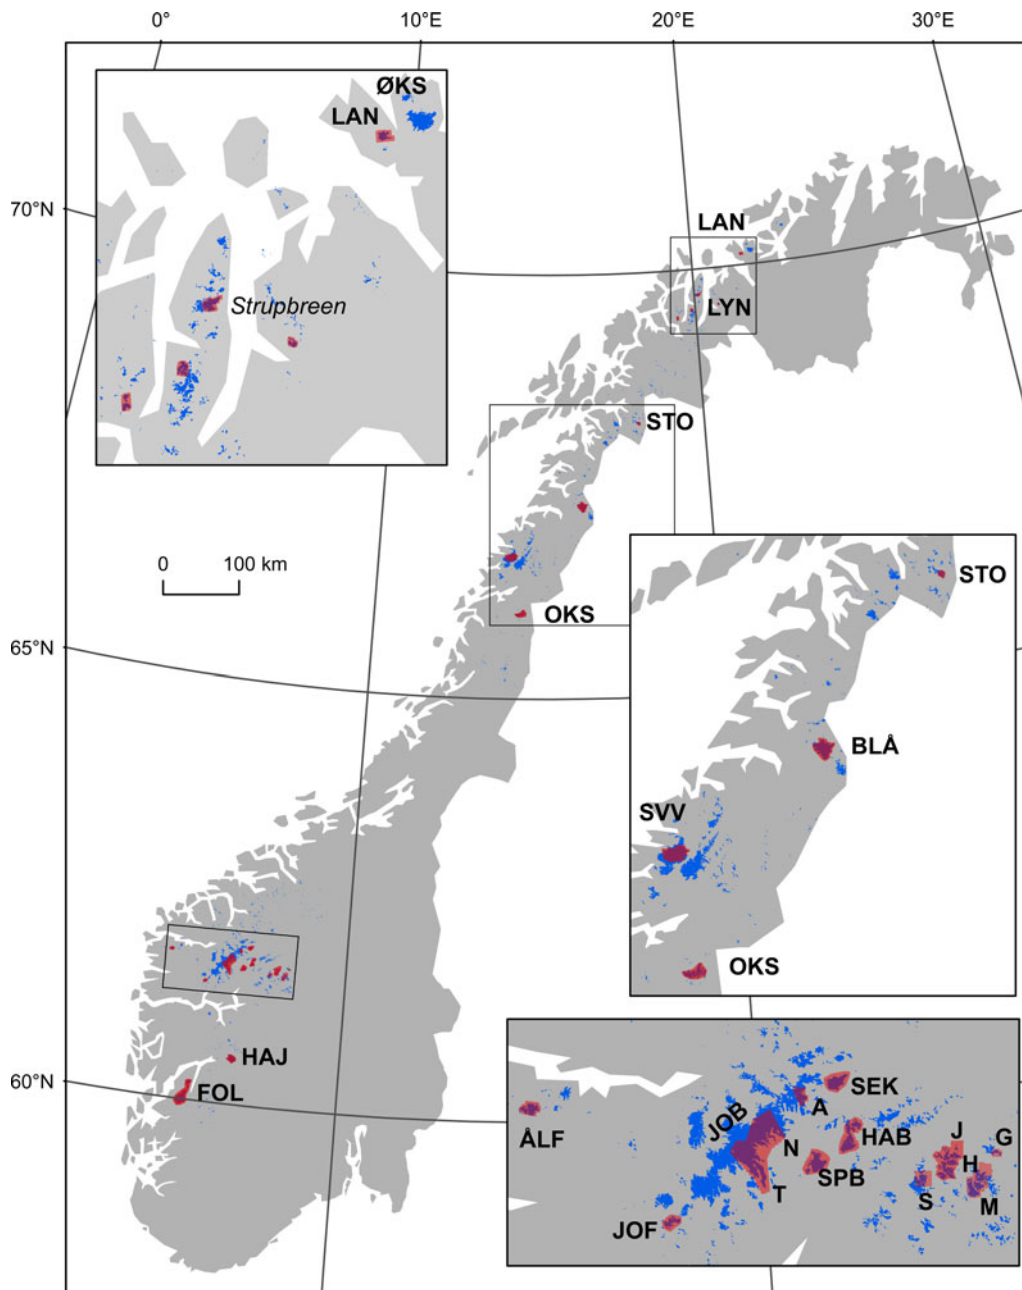 0° 10°E 20°E 30°E
ØKS
LAN
70°N
LAN
Strupbreen
LYN
STO
0 100 km
STO
OKS
65°N
BLÅ
SVV
OKS
HAJ
60°N
FOL
SEK
A
JOB
ÅLF
N
HAB
J
G
SPB
H
T
S
M
JOF